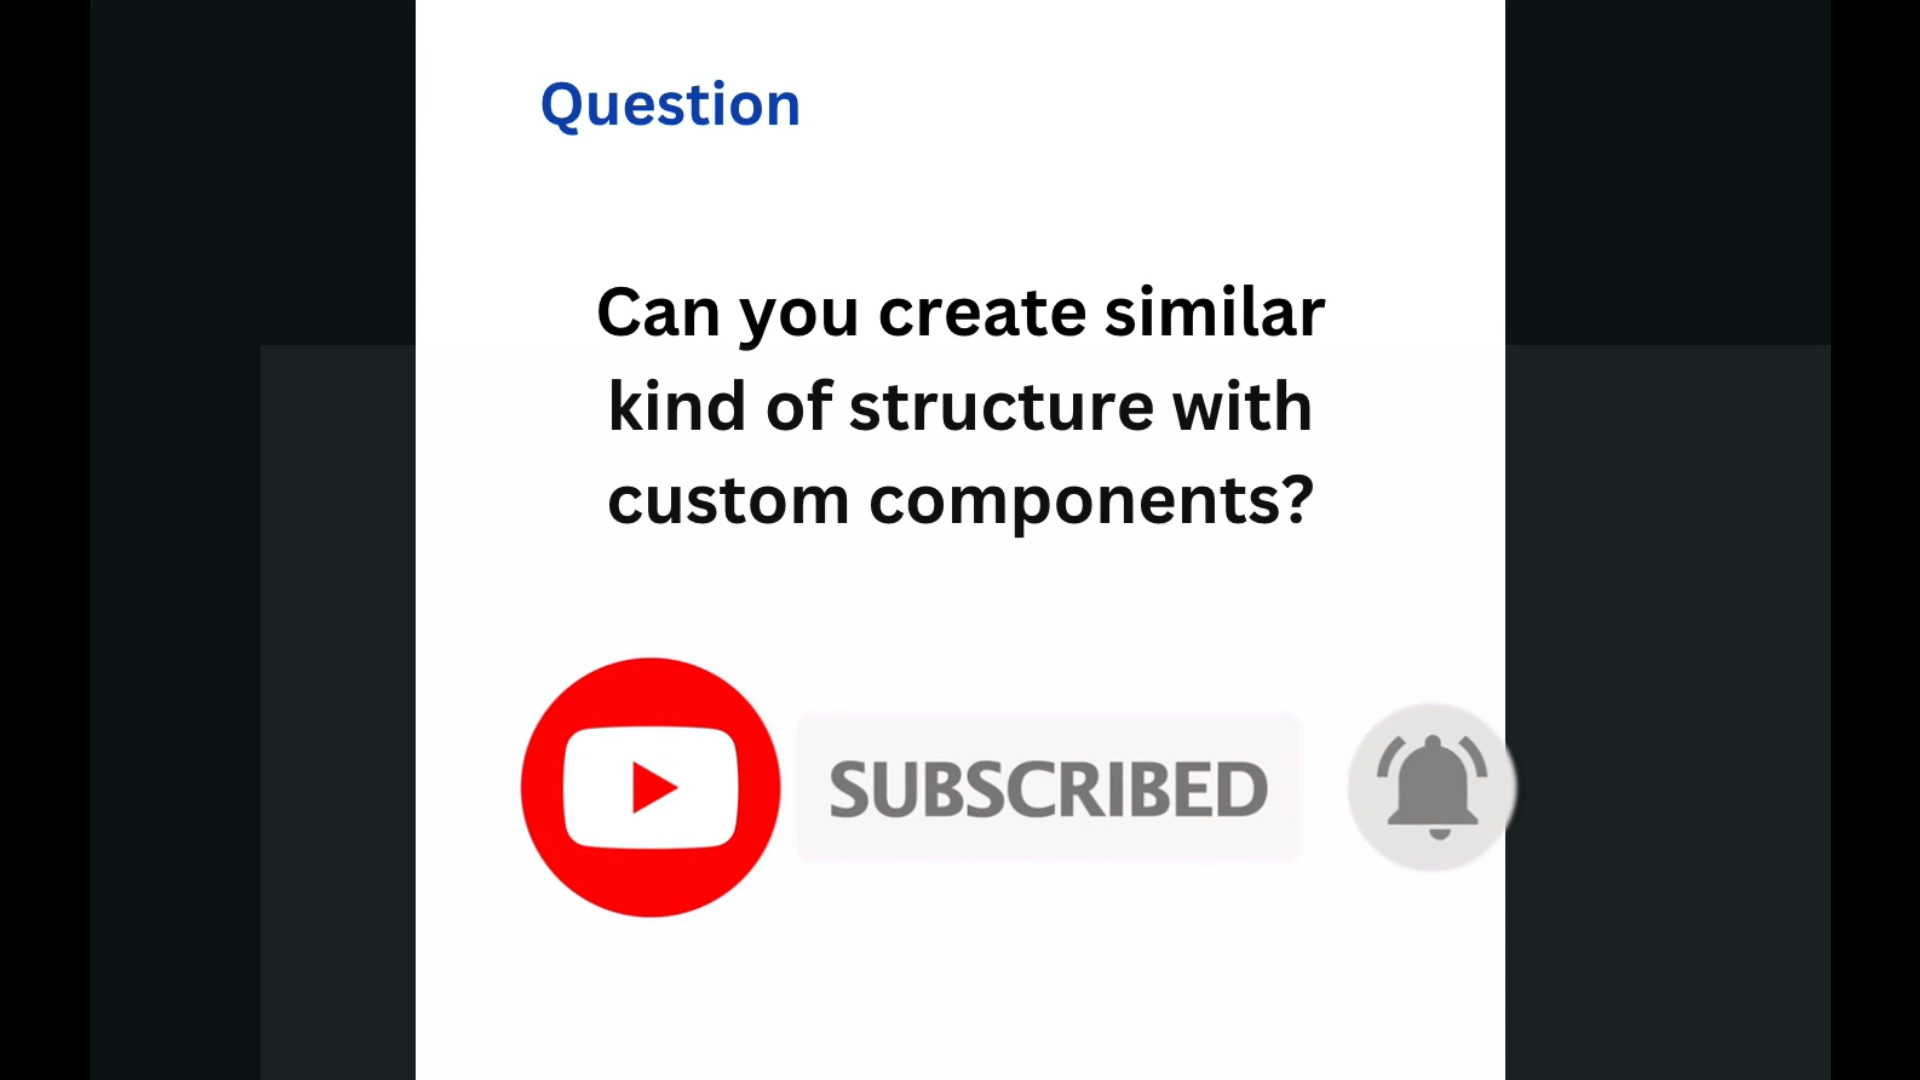 Question
Can you create similar
kind of structure with
custom components?
SUBSCRIBED